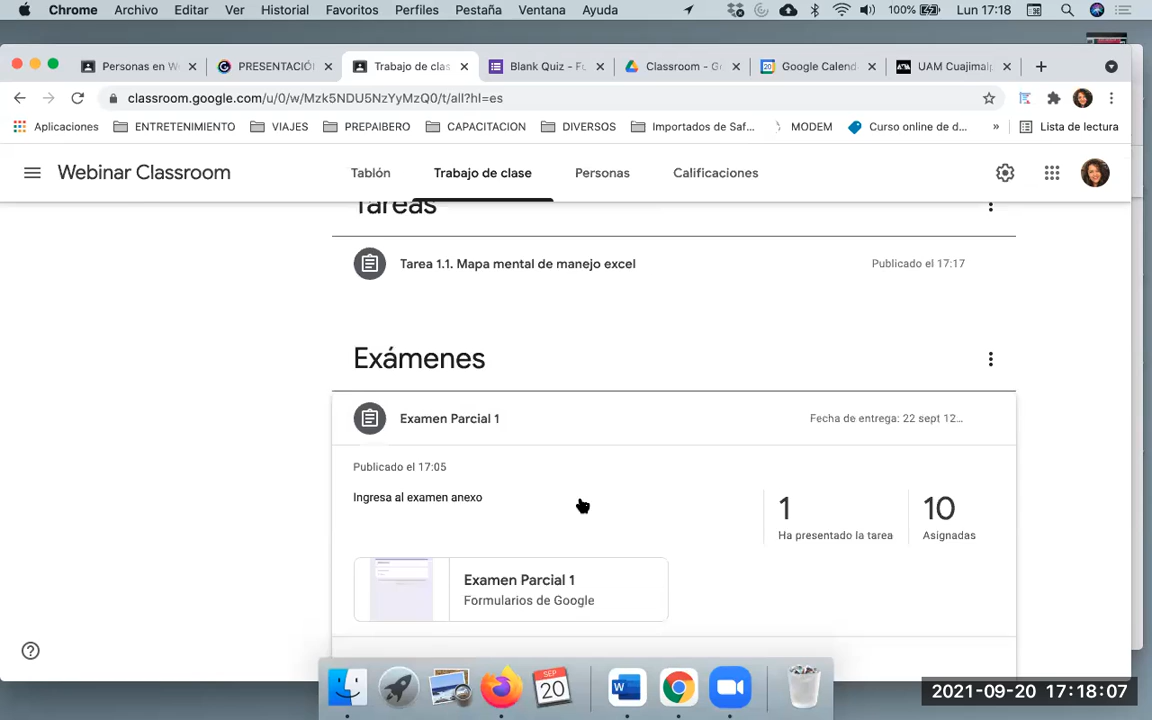 Chrome Archivo Editar Ver Historial Favoritos Perfiles Pestaña Ventana Ayuda 100% Lun 17:18
Personas en W PRESENTACIÓ Trabajo de clas Blank Quiz - Fo Classroom - Go Google Calend UAM Cuajimalp
classroom.google.com/u/0/w/Mzk5NDU5NzYyMzQ0/t/all?hl=es
Aplicaciones ENTRETENIMIENTO VIAJES PREPAIBERO CAPACITACION DIVERSOS Importados de Saf... MODEM Curso online de d... » Lista de lectura
Webinar Classroom Tablón Trabajo de clase Personas Calificaciones
Tareas
Tarea 1.1. Mapa mental de manejo excel Publicado el 17:17
Exámenes
Examen Parcial 1 Fecha de entrega: 22 sept 12...
Publicado el 17:05
Ingresa al examen anexo
1 10
Ha presentado la tarea Asignadas
Examen Parcial 1
Formularios de Google
SEP
20
W
2021-09-20 17:18:07